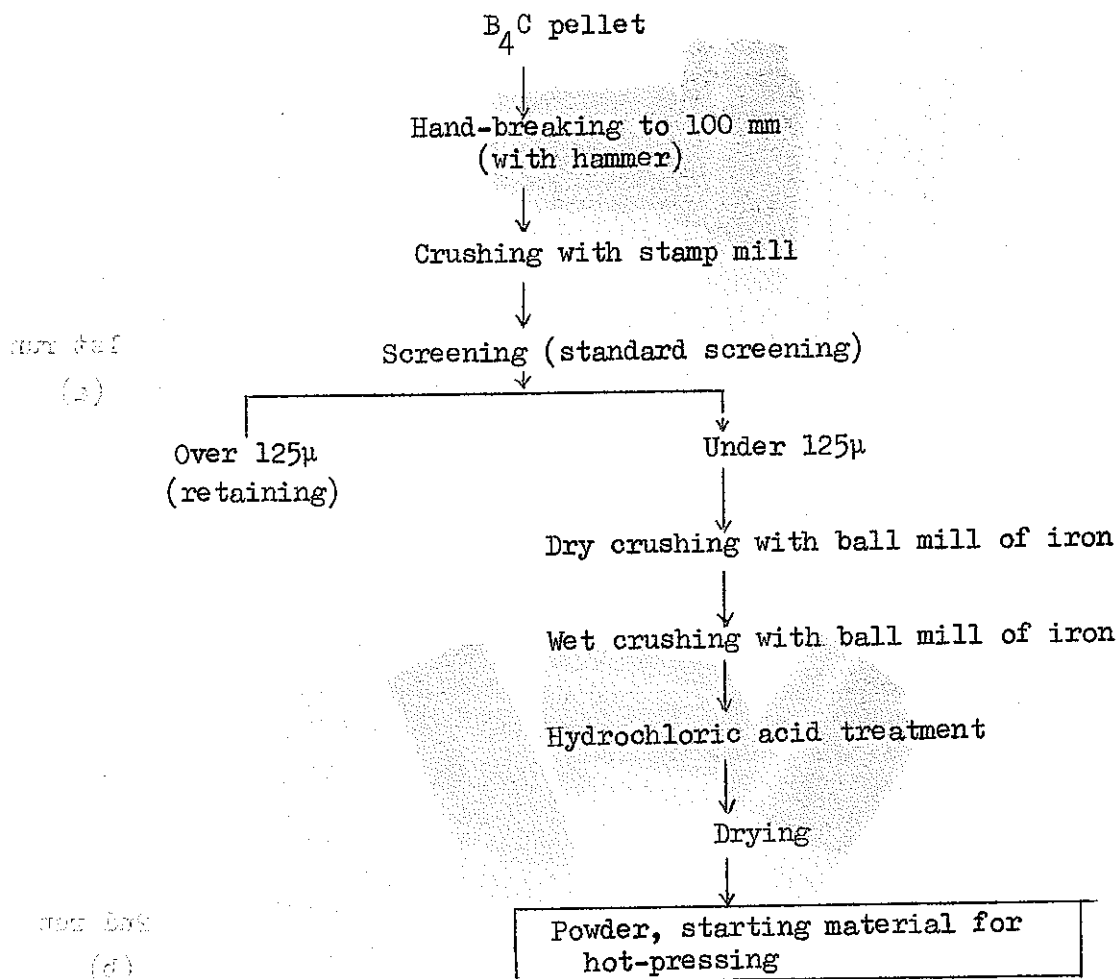 B₄C pellet
Hand-breaking to 100 mm
(with hammer)
Crushing with stamp mill
Screening (standard screening)
Over 125μ
(retaining)
Under 125μ
Dry crushing with ball mill of iron
Wet crushing with ball mill of iron
Hydrochloric acid treatment
Drying
Powder, starting material for
hot-pressing